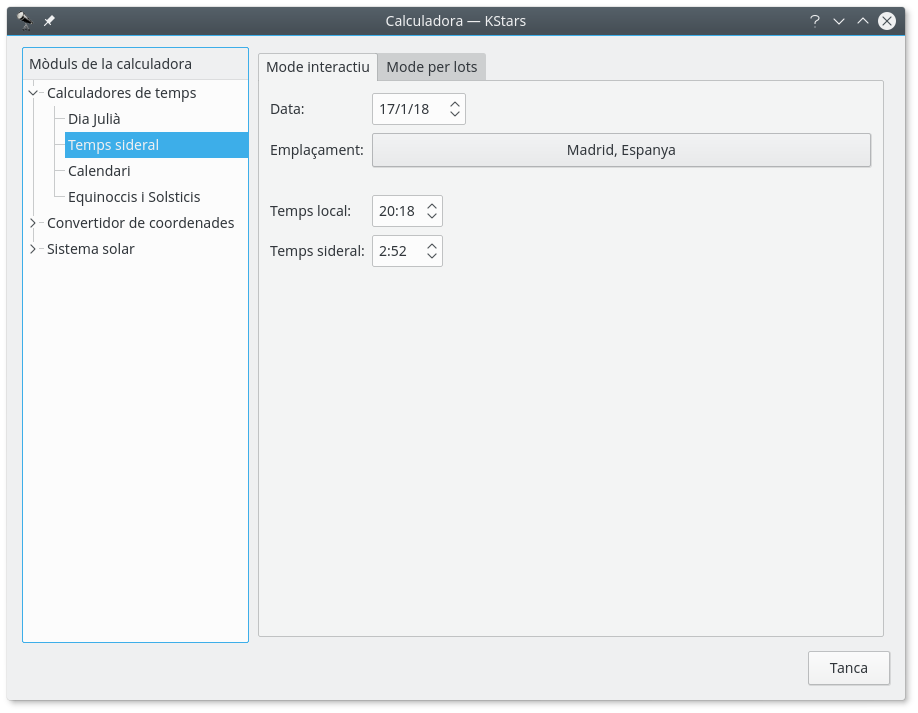 Calculadora — KStars
Mòduls de la calculadora
Calculadores de temps
Dia Julià
Temps sideral
Calendari
Equinoccis i Solsticis
Convertidor de coordenades
Sistema solar
Mode interactiu
Mode per lots
Data: 17/1/18
Emplaçament: Madrid, Espanya
Temps local: 20:18
Temps sideral: 2:52
Tanca